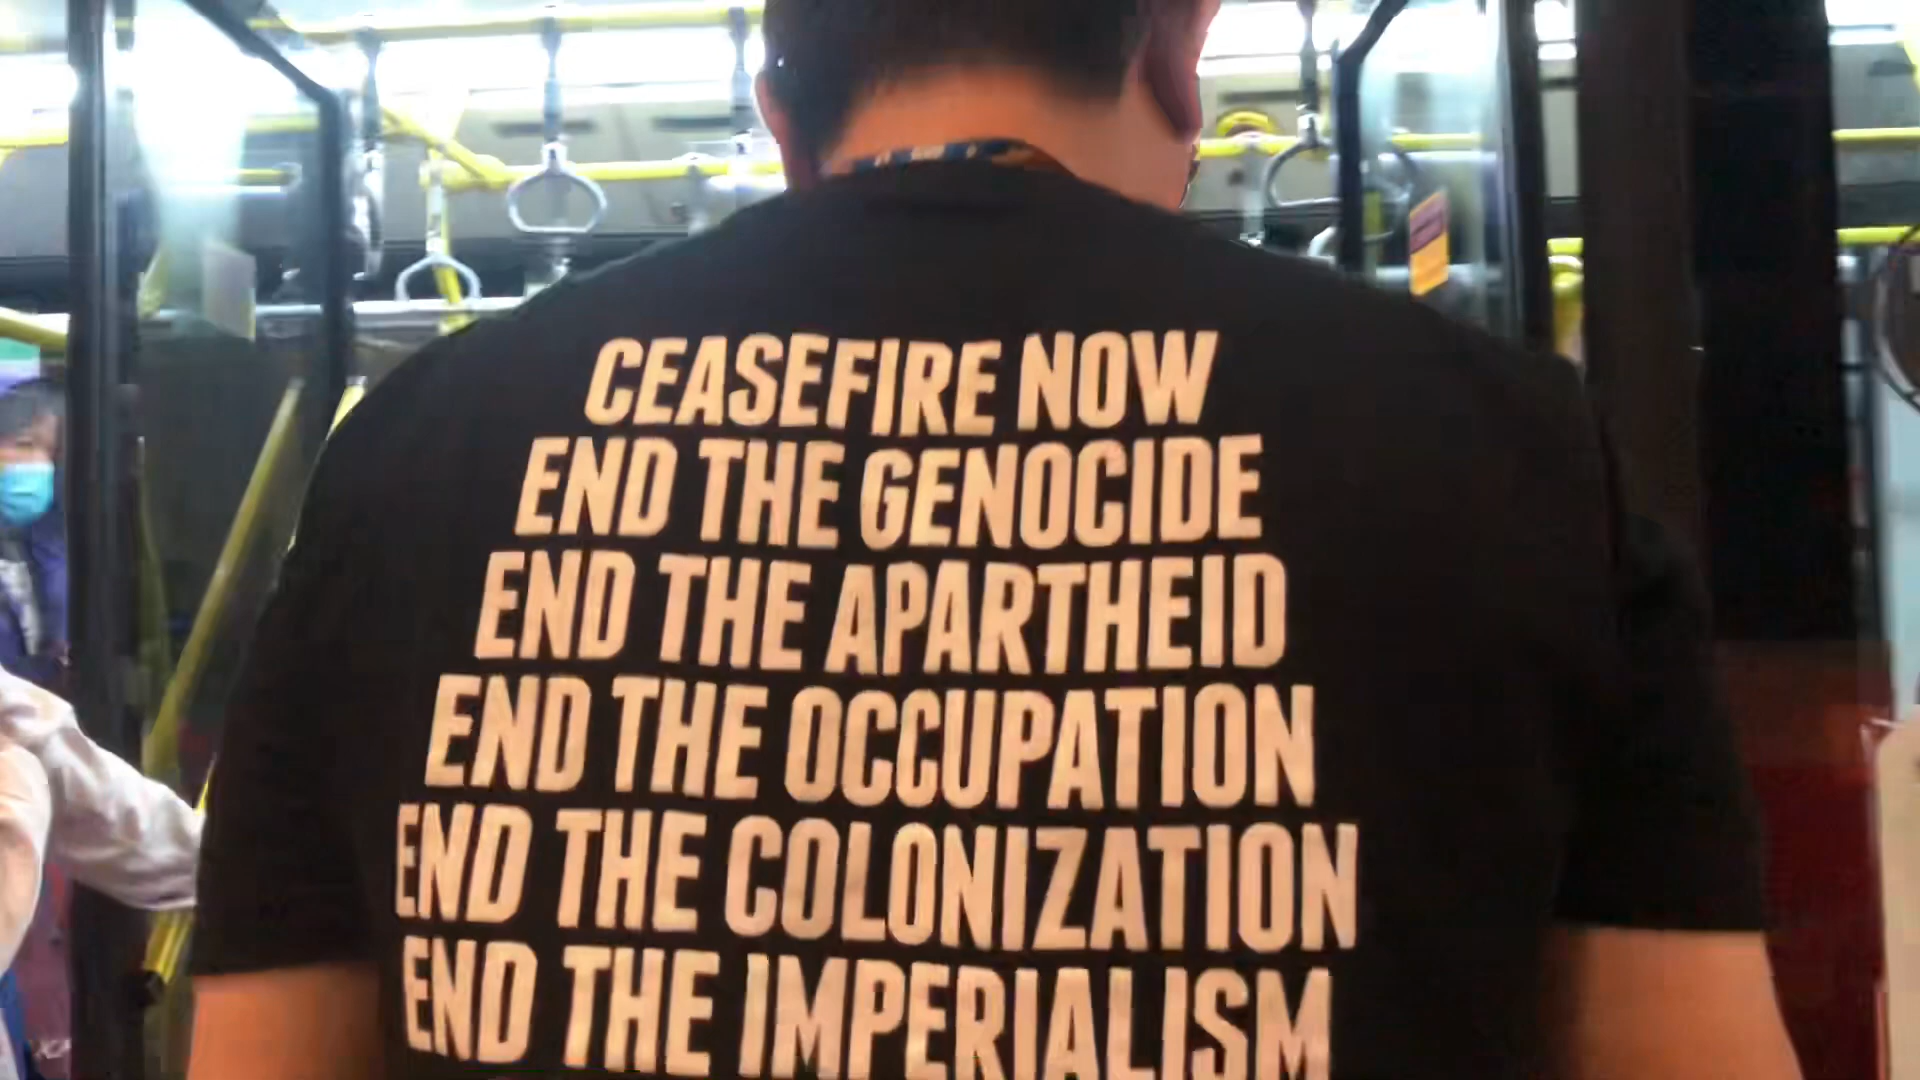 CEASEFIRE NOW
END THE GENOCIDE
END THE APARTHEID
END THE OCCUPATION
END THE COLONIZATION
END THE IMPERIALISM